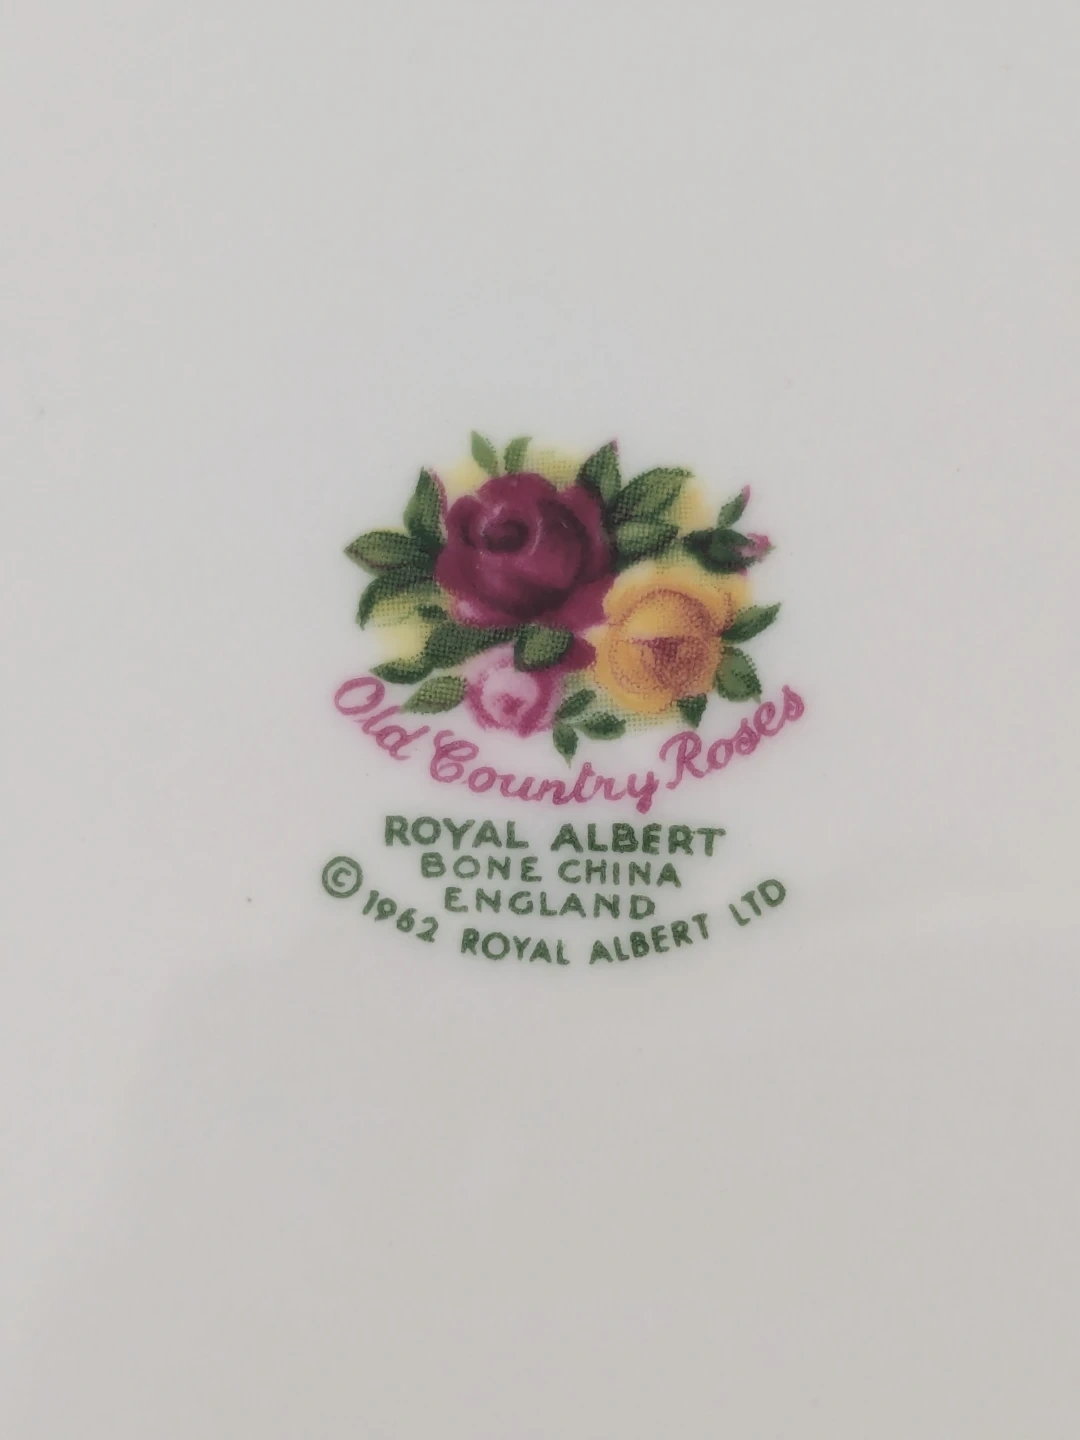 Old Country Roses
ROYAL ALBERT
BONE CHINA
ENGLAND
© 1962 ROYAL ALBERT LTD